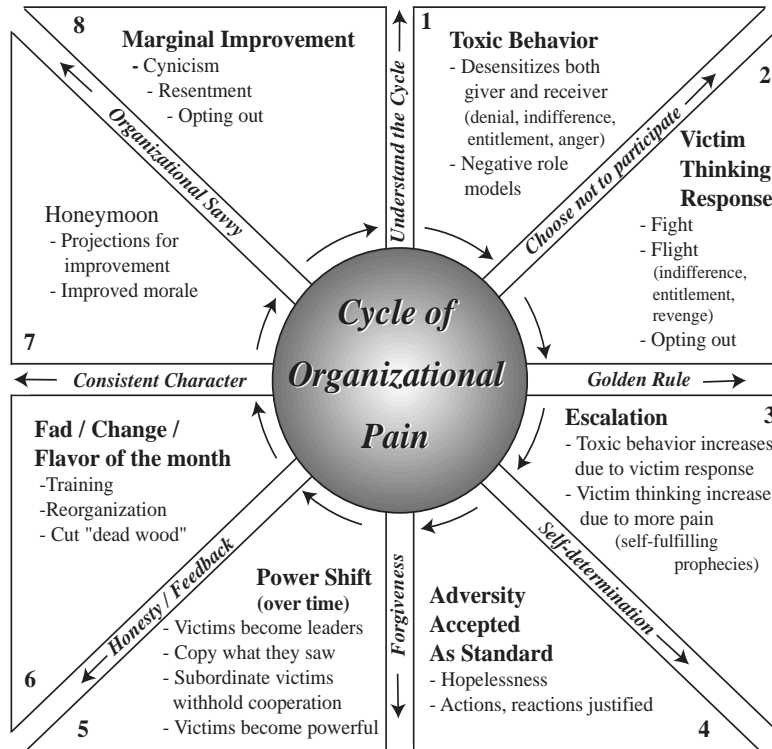 Cycle of
Organizational
Pain
1
Toxic Behavior
- Desensitizes both
giver and receiver
(denial, indifference,
entitlement, anger)
- Negative role
models
Choose not to participate
2
Victim
Thinking
Response
- Fight
- Flight
(indifference,
entitlement,
revenge)
- Opting out
Golden Rule
3
Escalation
- Toxic behavior increases
due to victim response
- Victim thinking increase
due to more pain
(self-fulfilling
prophecies)
Self-determination
4
Adversity
Accepted
As Standard
- Hopelessness
- Actions, reactions justified
Forgiveness
5
Power Shift
(over time)
- Victims become leaders
- Copy what they saw
- Subordinate victims
withhold cooperation
- Victims become powerful
Honesty / Feedback
6
Fad / Change /
Flavor of the month
-Training
-Reorganization
- Cut "dead wood"
Consistent Character
7
Honeymoon
- Projections for
improvement
- Improved morale
Organizational Savvy
8
Marginal Improvement
- Cynicism
- Resentment
- Opting out
Understand the Cycle